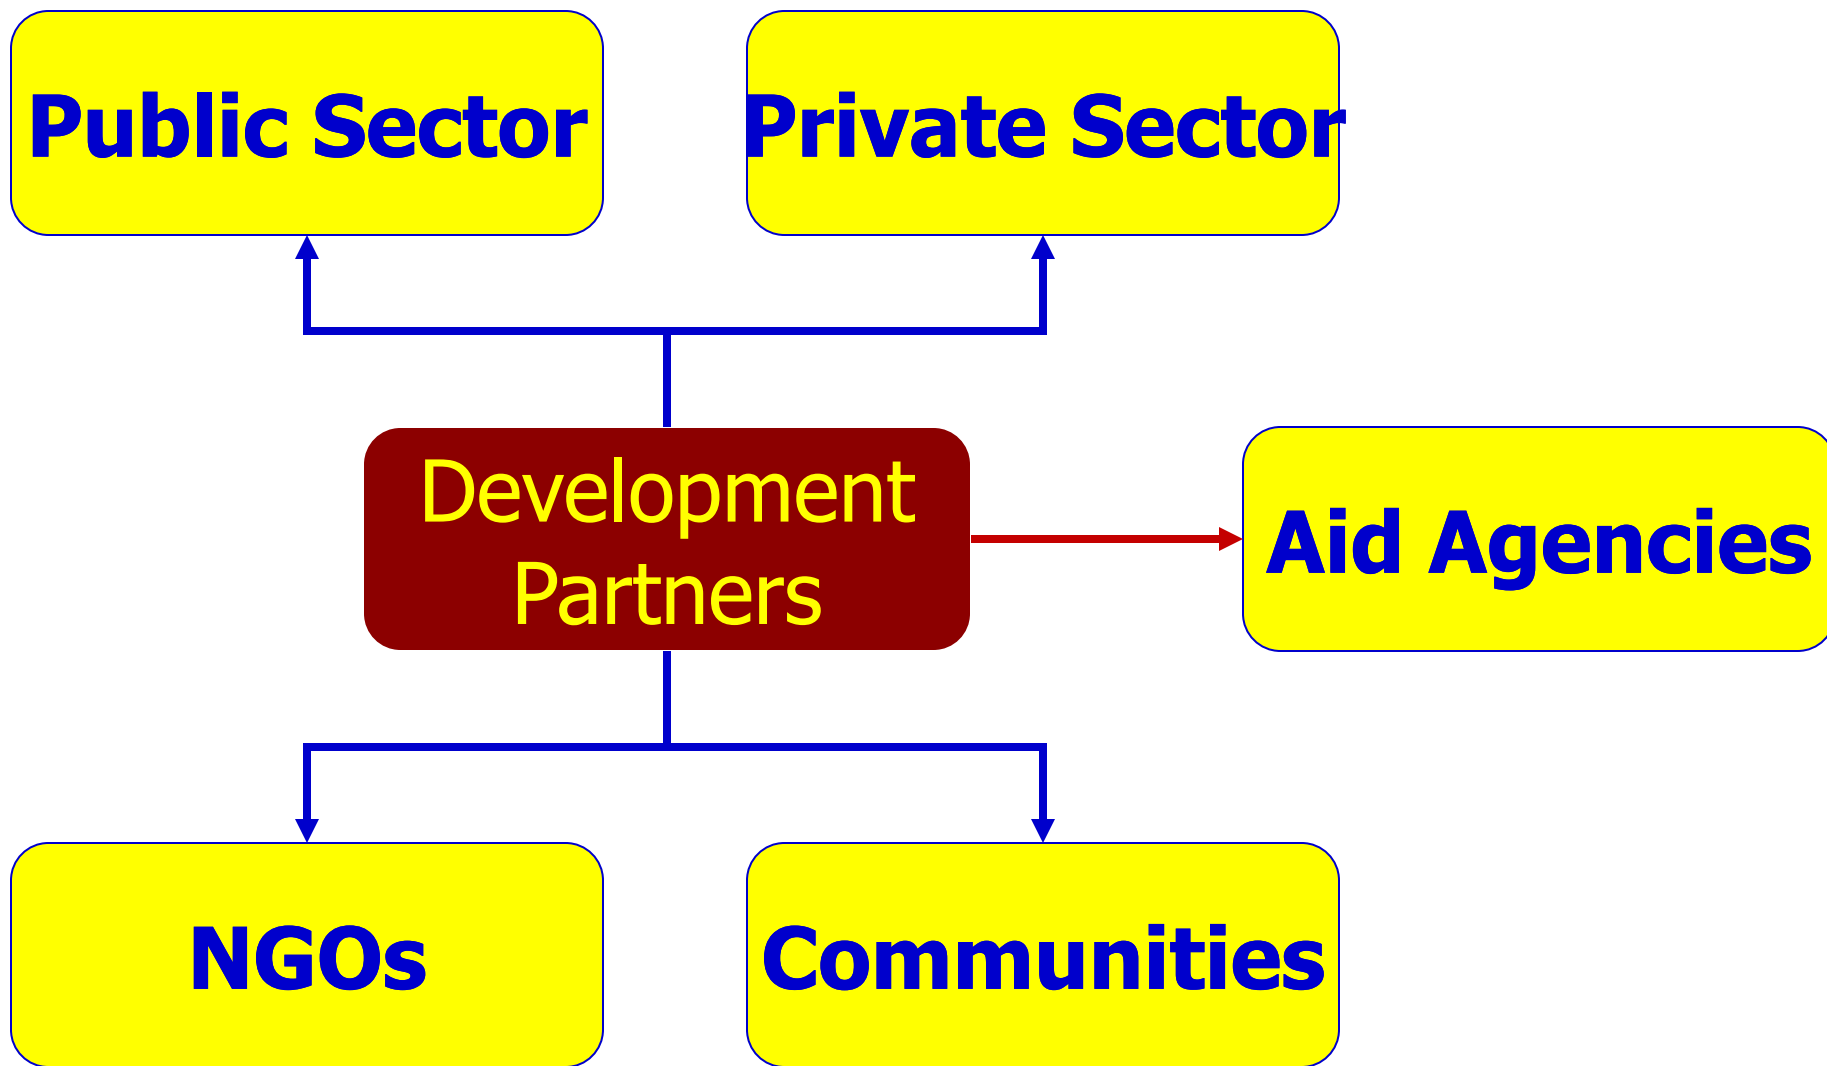 Public Sector
Private Sector
Development
Partners
Aid Agencies
NGOs
Communities